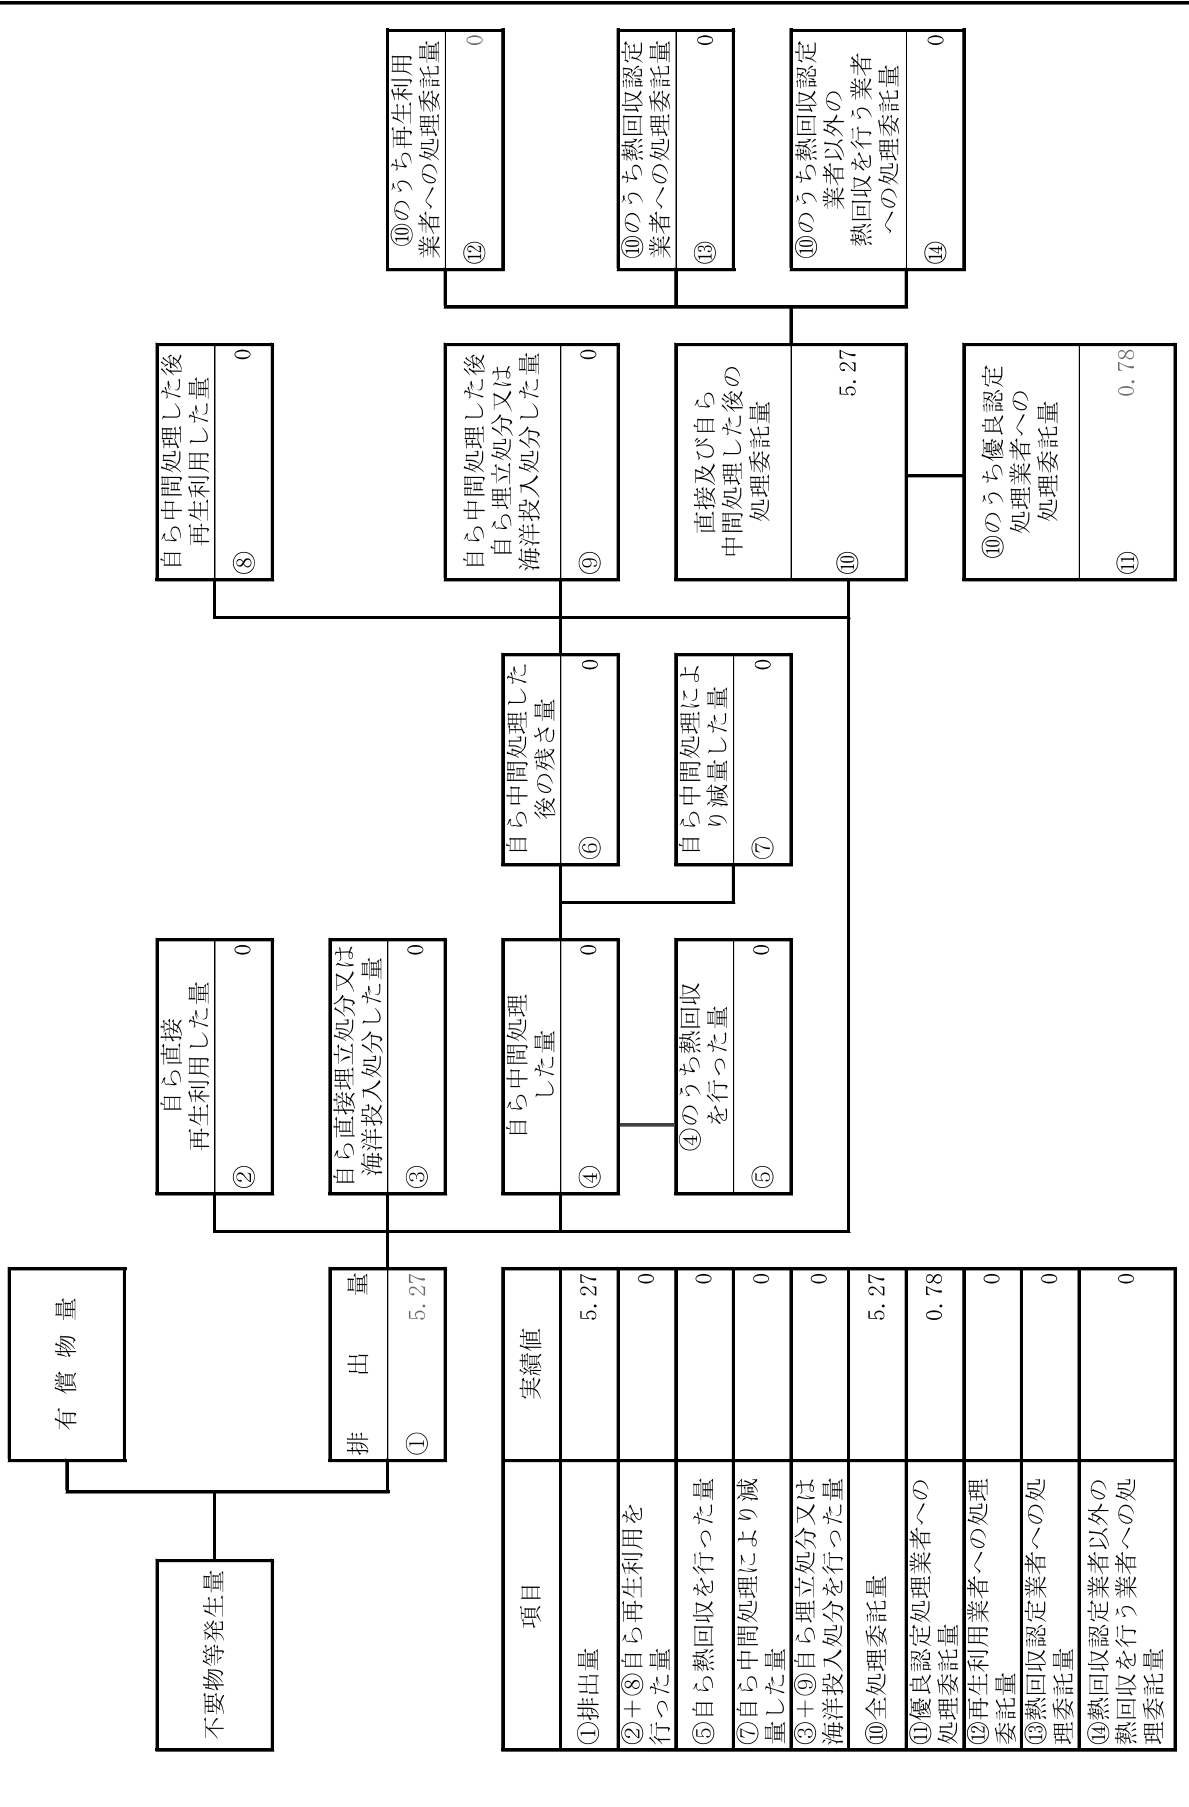 不要物等発生量
有償物量
排出量
① 5.27
自ら直接
再生利用した量
② 0
自ら直接埋立処分又は
海洋投入処分した量
③ 0
自ら中間処理
した量
④ 0
④のうち熱回収
を行った量
⑤ 0
自ら中間処理した
後の残さ量
⑥ 0
自ら中間処理によ
り減量した量
⑦ 0
自ら中間処理した後
再生利用した量
⑧ 0
自ら中間処理した後
自ら埋立処分又は
海洋投入処分した量
⑨ 0
直接及び自ら
中間処理した後の
処理委託量
⑩ 5.27
⑩のうち優良認定
処理業者への
処理委託量
⑪ 0.78
⑩のうち再生利用
業者への処理委託量
⑫ 0
⑩のうち熱回収認定
業者への処理委託量
⑬ 0
⑩のうち熱回収認定
業者以外の
熱回収を行う業者
への処理委託量
⑭ 0
項目 実績値
①排出量 5.27
②+⑧自ら再生利用を
行った量 0
⑤自ら熱回収を行った量 0
⑦自ら中間処理により減
量した量 0
③+⑨自ら埋立処分又は
海洋投入処分を行った量 0
⑩全処理委託量 5.27
⑪優良認定処理業者への
処理委託量 0.78
⑫再生利用業者への処理
委託量 0
⑬熱回収認定業者への処
理委託量 0
⑭熱回収認定業者以外の
熱回収を行う業者への処
理委託量 0